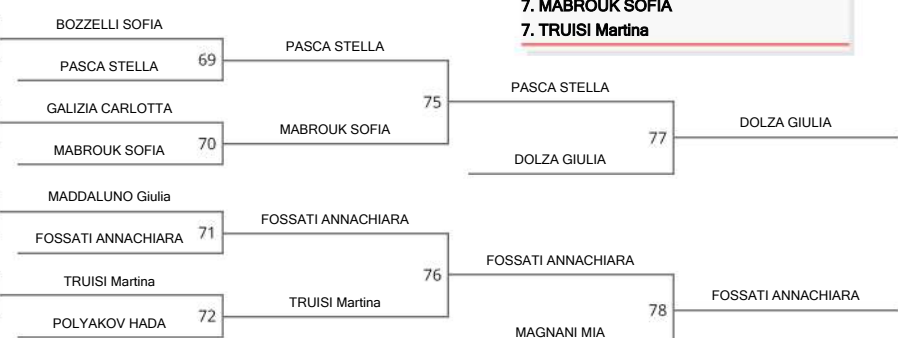 7. MABROUK SOFIA
7. TRUISI Martina
BOZZELLI SOFIA
69
PASCA STELLA
PASCA STELLA
GALIZIA CARLOTTA
70
MABROUK SOFIA
MABROUK SOFIA
75
PASCA STELLA
DOLZA GIULIA
77
DOLZA GIULIA
MADDALUNO Giulia
71
FOSSATI ANNACHIARA
FOSSATI ANNACHIARA
TRUISI Martina
72
POLYAKOV HADA
TRUISI Martina
76
FOSSATI ANNACHIARA
MAGNANI MIA
78
FOSSATI ANNACHIARA